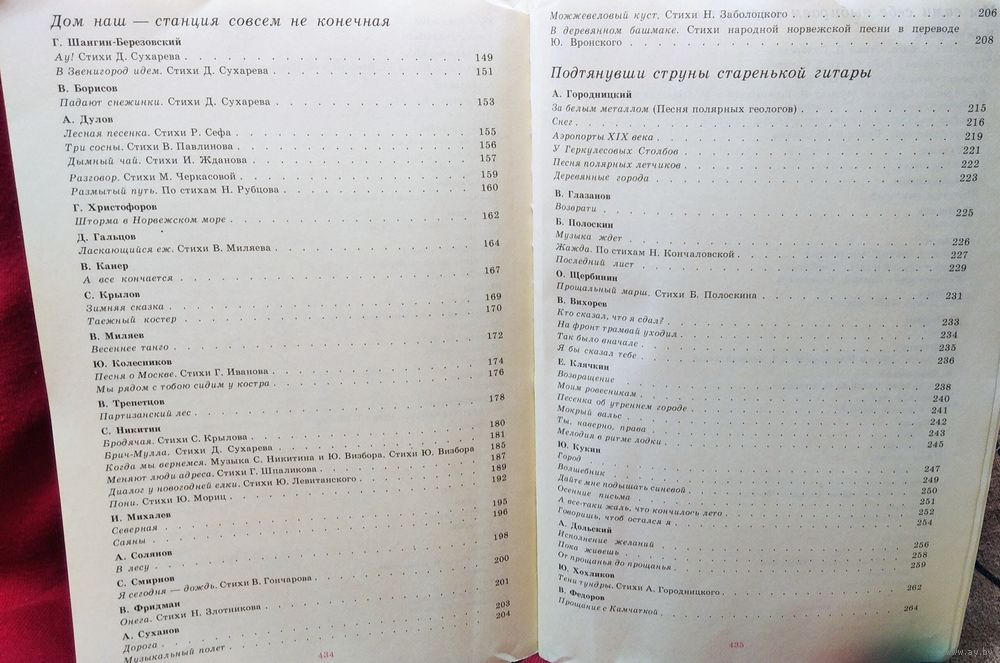 Дом наш — станция совсем не конечная
Г. Шангин-Березовский
Ау! Стихи Д. Сухарева . . . 149
В Звенигород идем. Стихи Д. Сухарева . . . 151
В. Борисов
Падают снежинки. Стихи Д. Сухарева . . . 153
А. Дулов
Лесная песенка. Стихи Р. Сефа . . . 155
Три сосны. Стихи В. Павлинова . . . 156
Дымный чай. Стихи И. Жданова . . . 157
Разговор. Стихи М. Черкасовой . . . 159
Размытый путь. По стихам Н. Рубцова . . . 160
Г. Христофоров
Шторма в Норвежском море . . . 162
Д. Гальцов
Ласкающийся еж. Стихи В. Миляева . . . 164
В. Канер
А все кончается . . . 167
С. Крылов
Зимняя сказка . . . 169
Таежный костер . . . 170
В. Миляев
Весеннее танго . . . 172
Ю. Колесников
Песня о Москве. Стихи Г. Иванова . . . 174
Мы рядом с тобою сидим у костра . . . 176
В. Трепетцов
Партизанский лес . . . 178
С. Никитин
Бродячая. Стихи С. Крылова . . . 180
Брич-Мулла. Стихи Д. Сухарева . . . 181
Когда мы вернемся. Музыка С. Никитина и Ю. Визбора. Стихи Ю. Визбора 185
Меняют люди адреса. Стихи Г. Шпаликова . . . 187
Диалог у новогодней елки. Стихи Ю. Левитанского . . . 189
Пони. Стихи Ю. Мориц . . . 192
И. Михалев
Северная . . . 195
Саяны . . . 196
А. Солянов
В лесу . . . 198
С. Смирнов
Я сегодня — дождь. Стихи В. Гончарова . . . 200
В. Фридман
Онега. Стихи Н. Злотникова . . . 201
А. Суханов
Дорога . . . 203
Музыкальный полет . . . 204
434
Можжевеловый куст. Стихи Н. Заболоцкого . . . 206
В деревянном башмаке. Стихи народной норвежской песни в переводе
Ю. Вронского . . . 208
Подтянувши струны старенькой гитары
А. Городницкий
За белым металлом (Песня полярных геологов) . . . 215
Снег . . . 216
Аэропорты XIX века . . . 219
У Геркулесовых Столбов . . . 221
Песня полярных летчиков . . . 222
Деревянные города . . . 223
В. Глазанов
Возврати . . . 225
Б. Полоскин
Музыка ждет . . . 226
Жажда. По стихам Н. Кончаловской . . . 227
Последний лист . . . 229
О. Щербинин
Прощальный марш. Стихи Б. Полоскина . . . 231
В. Вихорев
Кто сказал, что я сдал? . . . 233
На фронт трамвай уходил . . . 234
Так было вначале . . . 235
Я бы сказал тебе . . . 236
Е. Клячкин
Возвращение . . . 238
Моим ровесникам . . . 240
Песенка об утреннем городе . . . 241
Мокрый вальс . . . 242
Ты, наверно, права . . . 243
Мелодия в ритме лодки . . . 245
Ю. Кукин
Город . . . 247
Волшебник . . . 249
Дайте мне подышать синевой . . . 250
Осенние письма . . . 251
А все-таки жаль, что кончилось лето . . . 252
Говоришь, чтоб остался я . . . 254
А. Дольский
Исполнение желаний . . . 256
Пока живешь . . . 258
От прощанья до прощанья . . . 259
Ю. Хохликов
Тени тундры. Стихи А. Городницкого . . . 262
В. Федоров
Прощание с Камчаткой . . . 264
435
www.ay.by